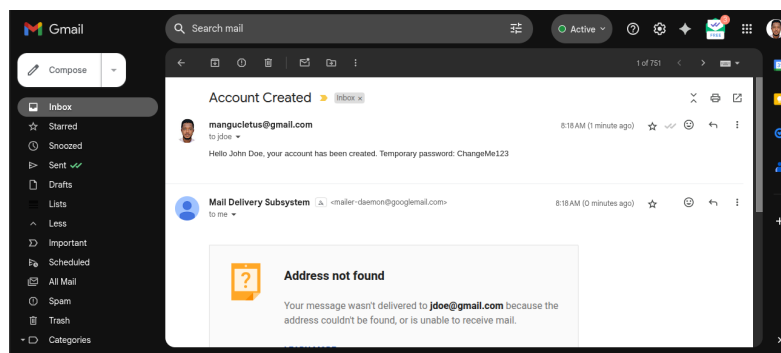 Gmail
Search mail
Active
FREE
Compose
1 of 751
Account Created
Inbox x
Inbox
mangucletus@gmail.com
8:18 AM (1 minute ago)
Starred
to jdoe
Snoozed
Hello John Doe, your account has been created. Temporary password: ChangeMe123
Sent
Drafts
Lists
Mail Delivery Subsystem <mailer-daemon@googlemail.com>
8:18 AM (0 minutes ago)
to me
Less
Important
Scheduled
All Mail
Address not found
Spam
Your message wasn't delivered to jdoe@gmail.com because the
address couldn't be found, or is unable to receive mail.
Trash
Categories